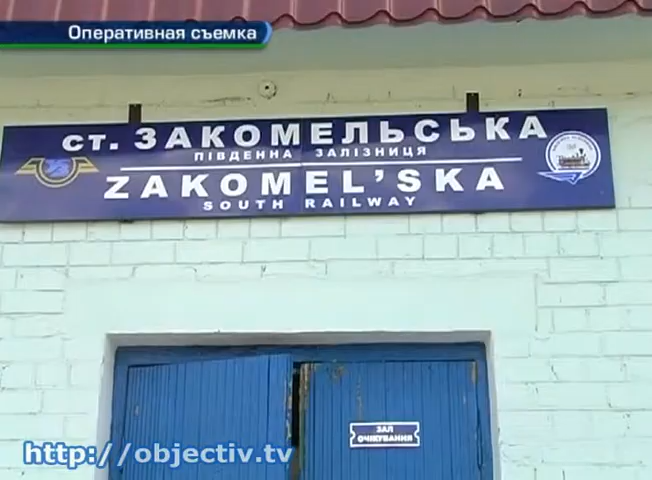 Оперативная съемка
ст. ЗАКОМЕЛЬСЬКА
ПІВДЕННА ЗАЛІЗНИЦЯ
ZAKOMEL'SKA
SOUTH RAILWAY
ЗАЛ
ОЧІКУВАННЯ
http://objectiv.tv